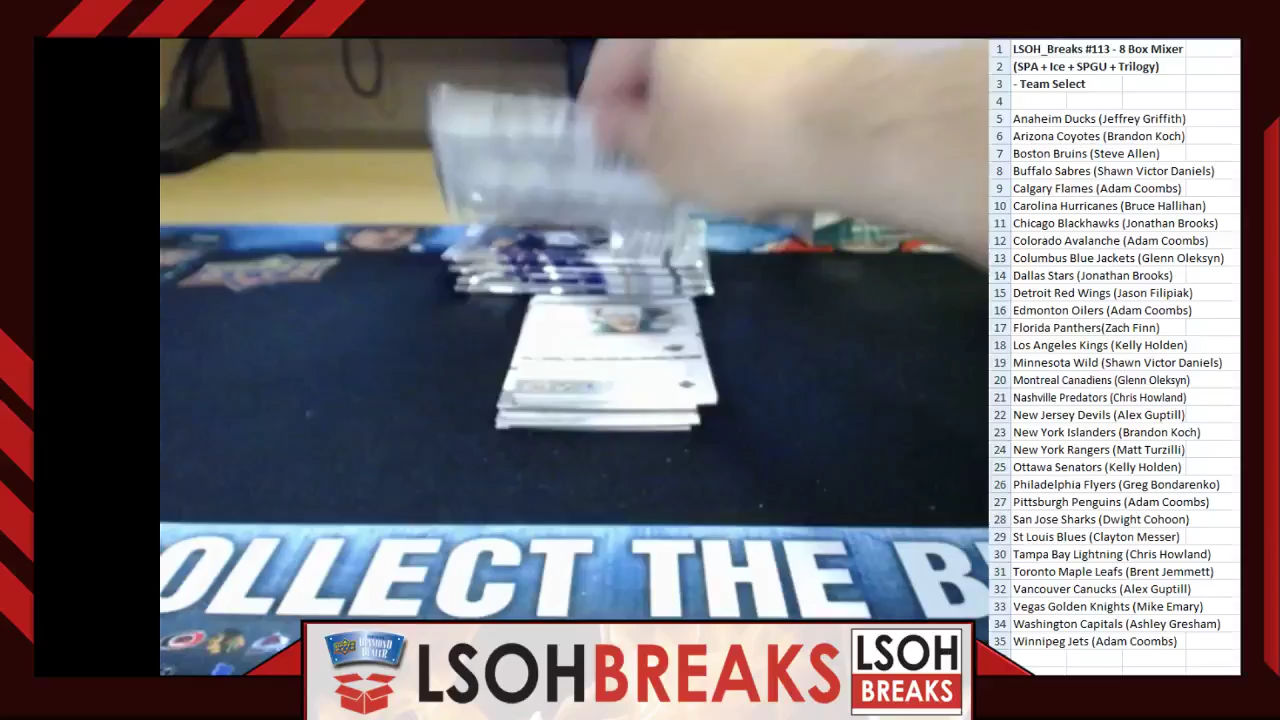 1 LSOH_Breaks #113 - 8 Box Mixer
2 (SPA + Ice + SPGU + Trilogy)
3 - Team Select
4
5 Anaheim Ducks (Jeffrey Griffith)
6 Arizona Coyotes (Brandon Koch)
7 Boston Bruins (Steve Allen)
8 Buffalo Sabres (Shawn Victor Daniels)
9 Calgary Flames (Adam Coombs)
10 Carolina Hurricanes (Bruce Hallihan)
11 Chicago Blackhawks (Jonathan Brooks)
12 Colorado Avalanche (Adam Coombs)
13 Columbus Blue Jackets (Glenn Oleksyn)
14 Dallas Stars (Jonathan Brooks)
15 Detroit Red Wings (Jason Filipiak)
16 Edmonton Oilers (Adam Coombs)
17 Florida Panthers(Zach Finn)
18 Los Angeles Kings (Kelly Holden)
19 Minnesota Wild (Shawn Victor Daniels)
20 Montreal Canadiens (Glenn Oleksyn)
21 Nashville Predators (Chris Howland)
22 New Jersey Devils (Alex Guptill)
23 New York Islanders (Brandon Koch)
24 New York Rangers (Matt Turzilli)
25 Ottawa Senators (Kelly Holden)
26 Philadelphia Flyers (Greg Bondarenko)
27 Pittsburgh Penguins (Adam Coombs)
28 San Jose Sharks (Dwight Cohoon)
29 St Louis Blues (Clayton Messer)
30 Tampa Bay Lightning (Chris Howland)
31 Toronto Maple Leafs (Brent Jemmett)
32 Vancouver Canucks (Alex Guptill)
33 Vegas Golden Knights (Mike Emary)
34 Washington Capitals (Ashley Gresham)
35 Winnipeg Jets (Adam Coombs)
OLLECT THE B
DIAMOND
DEALER
LSOHBREAKS
LSOH
BREAKS